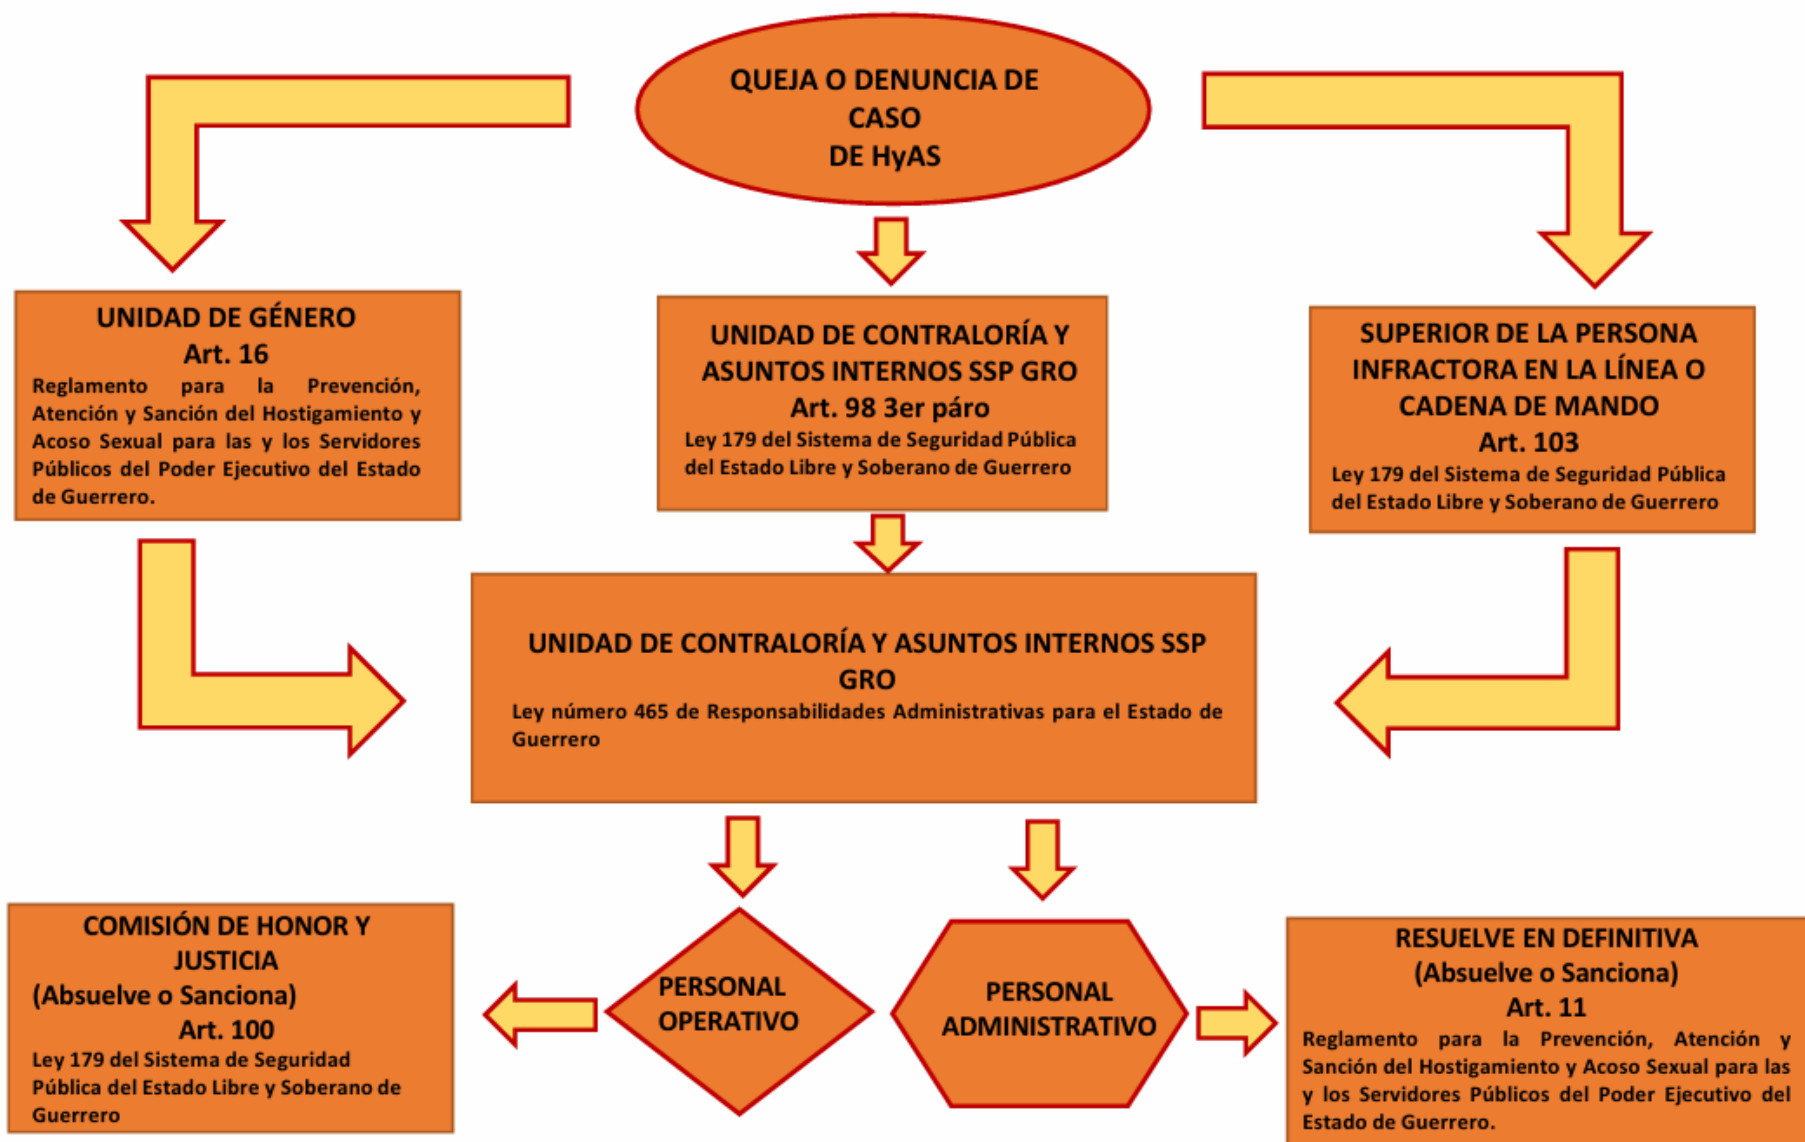 QUEJA O DENUNCIA DE
CASO
DE HyAS
UNIDAD DE GÉNERO
Art. 16
Reglamento para la Prevención,
Atención y Sanción del Hostigamiento y
Acoso Sexual para las y los Servidores
Públicos del Poder Ejecutivo del Estado
de Guerrero.
UNIDAD DE CONTRALORÍA Y
ASUNTOS INTERNOS SSP GRO
Art. 98 3er páro
Ley 179 del Sistema de Seguridad Pública
del Estado Libre y Soberano de Guerrero
SUPERIOR DE LA PERSONA
INFRACTORA EN LA LÍNEA O
CADENA DE MANDO
Art. 103
Ley 179 del Sistema de Seguridad Pública
del Estado Libre y Soberano de Guerrero
UNIDAD DE CONTRALORÍA Y ASUNTOS INTERNOS SSP
GRO
Ley número 465 de Responsabilidades Administrativas para el Estado de
Guerrero
COMISIÓN DE HONOR Y
JUSTICIA
(Absuelve o Sanciona)
Art. 100
Ley 179 del Sistema de Seguridad
Pública del Estado Libre y Soberano de
Guerrero
PERSONAL
OPERATIVO
PERSONAL
ADMINISTRATIVO
RESUELVE EN DEFINITIVA
(Absuelve o Sanciona)
Art. 11
Reglamento para la Prevención, Atención y
Sanción del Hostigamiento y Acoso Sexual para las
y los Servidores Públicos del Poder Ejecutivo del
Estado de Guerrero.